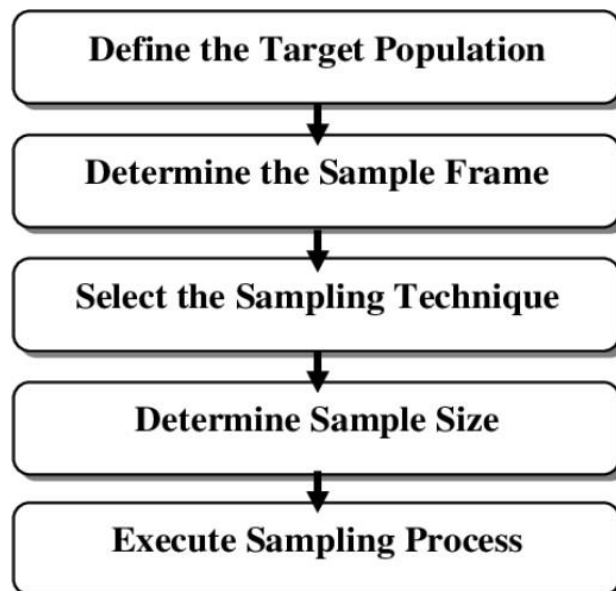 Define the Target Population
Determine the Sample Frame
Select the Sampling Technique
Determine Sample Size
Execute Sampling Process